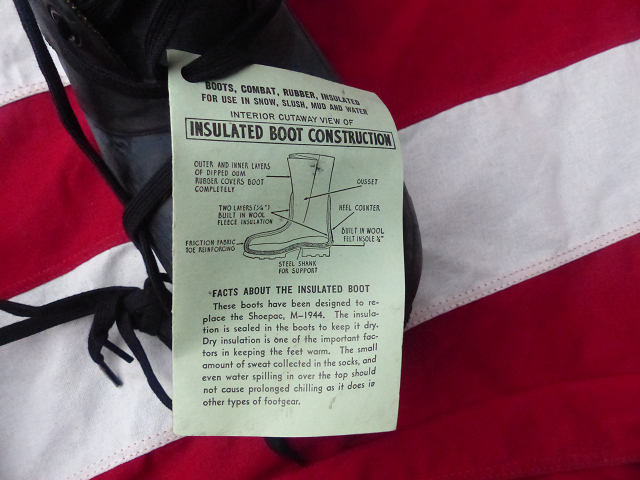 BOOTS, COMBAT, RUBBER, INSULATED
FOR USE IN SNOW, SLUSH, MUD AND WATER
INTERIOR CUTAWAY VIEW OF
INSULATED BOOT CONSTRUCTION
OUTER AND INNER LAYERS
OF DIPPED GUM
RUBBER COVERS BOOT
COMPLETELY
GUSSET
TWO LAYERS (3/16")
BUILT IN WOOL
FLEECE INSULATION
HEEL COUNTER
BUILT IN WOOL
FELT INSOLE 3/8"
FRICTION FABRIC
TOE REINFORCING
STEEL SHANK
FOR SUPPORT
FACTS ABOUT THE INSULATED BOOT
These boots have been designed to re-
place the Shoepac, M-1944. The insula-
tion is sealed in the boots to keep it dry.
Dry insulation is one of the important fac-
tors in keeping the feet warm. The small
amount of sweat collected in the socks, and
even water spilling in over the top should
not cause prolonged chilling as it does in
other types of footgear.